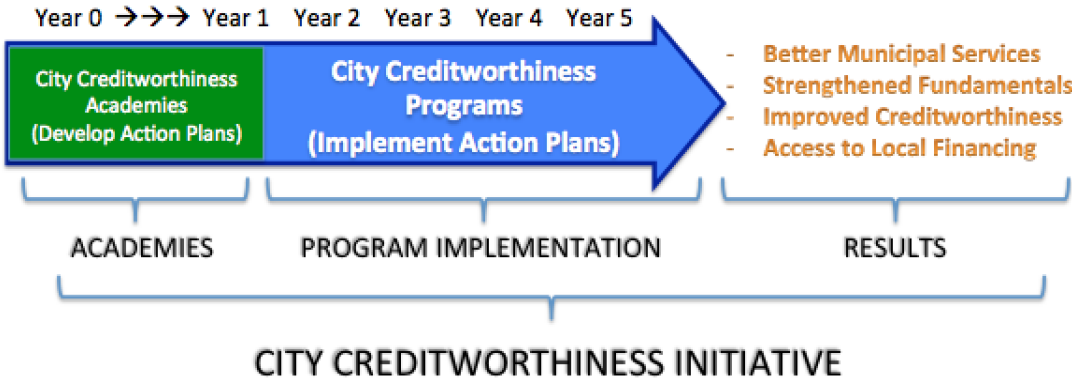 Year 0 →→→ Year 1 Year 2 Year 3 Year 4 Year 5
City Creditworthiness
Academies
(Develop Action Plans)
City Creditworthiness
Programs
(Implement Action Plans)
- Better Municipal Services
- Strengthened Fundamentals
- Improved Creditworthiness
- Access to Local Financing
ACADEMIES
PROGRAM IMPLEMENTATION
RESULTS
CITY CREDITWORTHINESS INITIATIVE